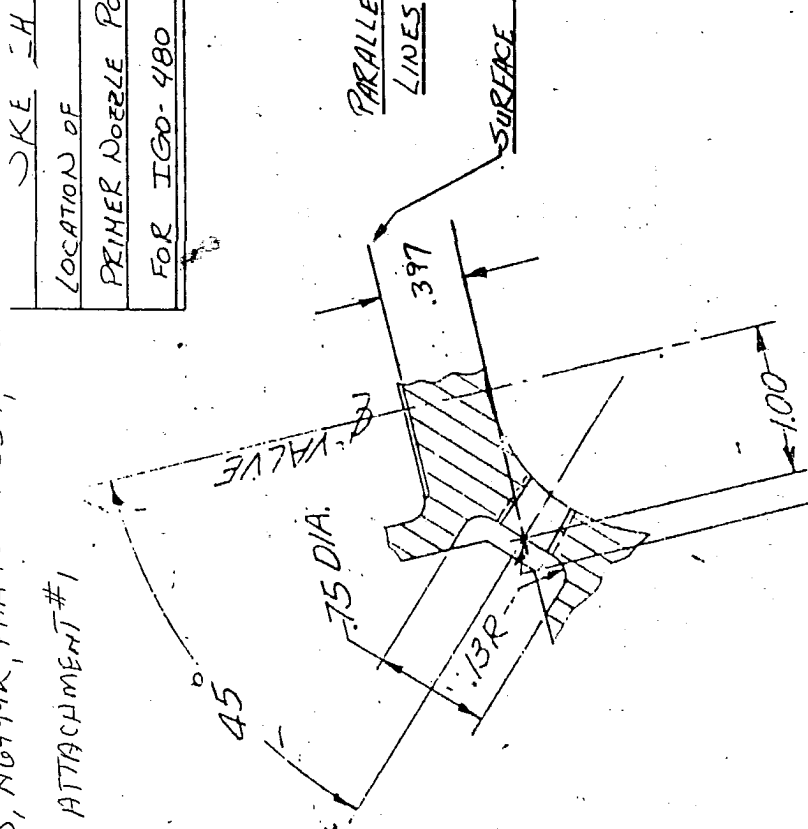 LOCATION OF
PRIMER NOZZLE
FOR IGO-480
ATTACHMENT #1
LINES
SURFACE
.397
℄ VALVE
.75 DIA.
.13R
45°
1.00